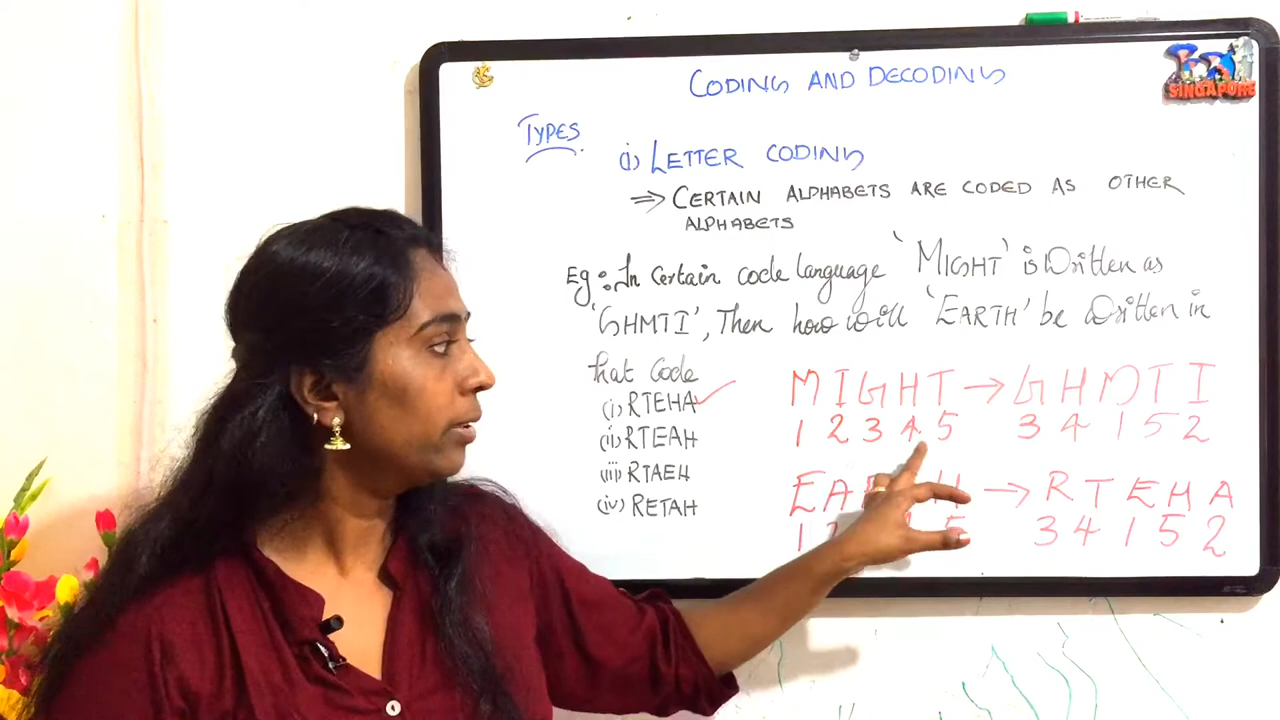 CODING AND DECODING
SINGAPORE
TYPES
(i) LETTER CODING
⇒ CERTAIN ALPHABETS ARE CODED AS OTHER
ALPHABETS
Eg: In certain code language 'MIGHT' is written as
'GHMTI', Then how will 'EARTH' be written in
that Code
(i) RTEHA ✓
(ii) RTEAH
(iii) RTAEH
(iv) RETAH
MIGHT → GHMTI
1 2 3 4 5 3 4 1 5 2
EA H → RTEHA
1 5 3 4 1 5 2